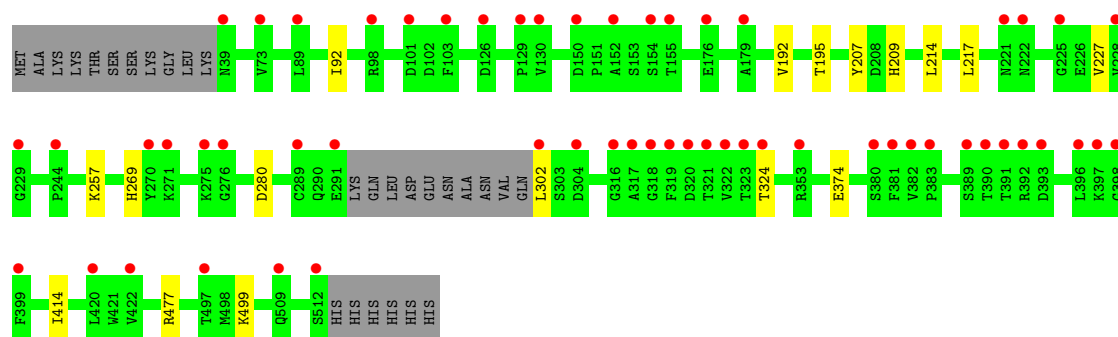 MET ALA LYS LYS THR SER SER LYS GLY LEU LYS N39 V73 L89 I92 R98 D101 D102 F103 D126 P129 V130 D150 P151 A152 S153 S154 T155 E176 A179 V192 T195 Y207 D208 H209 L214 L217 N221 N222 G225 E226 V227 V228
G229 P244 K257 H269 Y270 K271 K275 G276 D280 C289 Q290 E291 LYS GLN LEU ASP GLU ASN ALA ASN VAL GLN L302 S303 D304 G316 A317 G318 F319 D320 T321 V322 T323 T324 R353 E374 S380 F381 V382 P383 S389 T390 T391 R392 D393 L396 K397 G398
F399 I414 L420 W421 V422 R477 T497 M498 K499 Q509 S512 HIS HIS HIS HIS HIS HIS